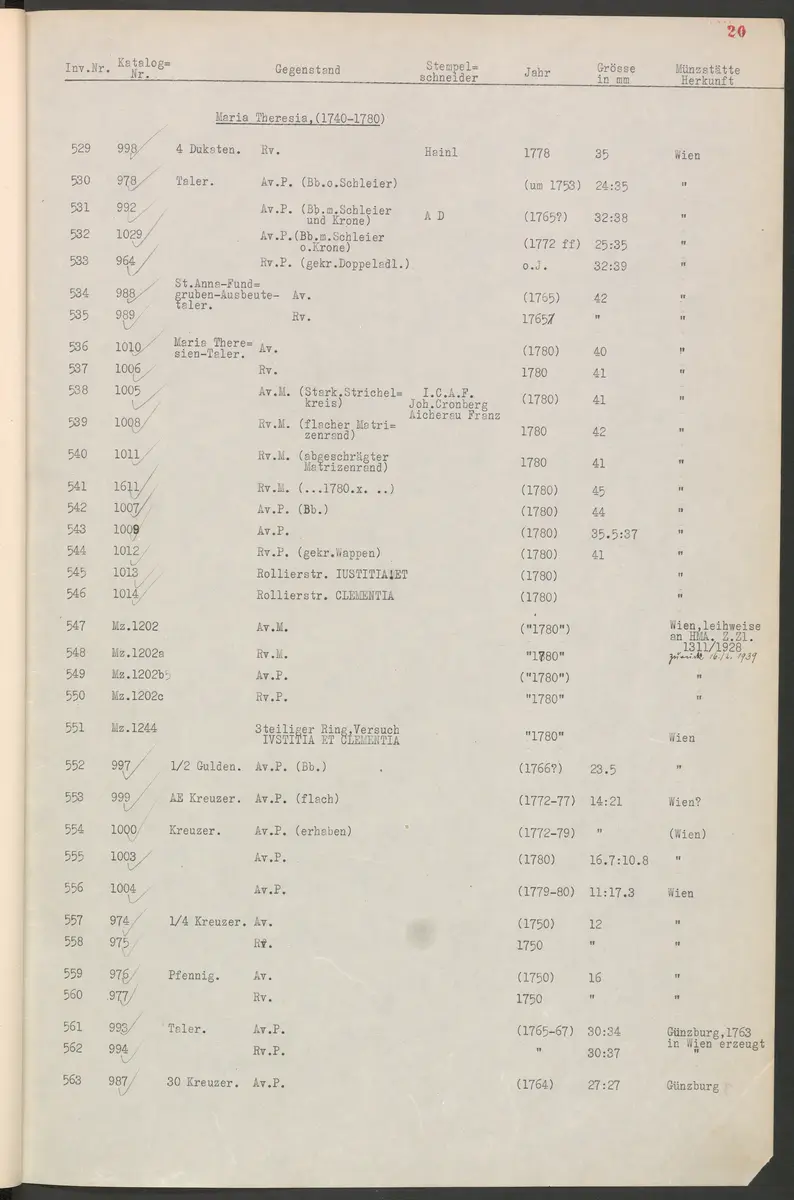 20
Inv.Nr. Katalog=Nr. Gegenstand Stempel=schneider Jahr Grösse in mm Münzstätte Herkunft
Maria Theresia,(1740-1780)
529 998 4 Dukaten. Rv. Hainl 1778 35 Wien
530 978 Taler. Av.P. (Bb.o.Schleier) (um 1753) 24:35 "
531 992 Av.P. (Bb.m.Schleier und Krone) A D (1765?) 32:38 "
532 1029 Av.P.(Bb.m.Schleier o.Krone) (1772 ff) 25:35 "
533 964 Rv.P. (gekr.Doppeladl.) o.J. 32:39 "
534 988 St.Anna-Fund=gruben-Ausbeute-taler. Av. (1765) 42 "
535 989 Rv. 1765 " "
536 1010 Maria There=sien-Taler. Av. (1780) 40 "
537 1006 Rv. 1780 41 "
538 1005 Av.M. (Stark.Strichel=kreis) I.C.A.F. Joh.Cronberg Aicherau Franz (1780) 41 "
539 1008 Rv.M. (flacher Matri=zenrand) 1780 42 "
540 1011 Rv.M. (abgeschrägter Matrizenrand) 1780 41 "
541 1611 Rv.M. (...1780.x. ..) (1780) 45 "
542 1007 Av.P. (Bb.) (1780) 44 "
543 1009 Av.P. (1780) 35.5:37 "
544 1012 Rv.P. (gekr.Wappen) (1780) 41 "
545 1013 Rollierstr. IUSTITIA ET (1780) "
546 1014 Rollierstr. CLEMENTIA (1780) "
547 Mz.1202 Av.M. ("1780") Wien,leihweise an HMA. Z.Zl. 1311/1928
548 Mz.1202a Rv.M. "1780" zurück 16./2. 1939
549 Mz.1202b Av.P. ("1780") "
550 Mz.1202c Rv.P. "1780" "
551 Mz.1244 3teiliger Ring,Versuch IVSTITIA ET CLEMENTIA "1780" Wien
552 997 1/2 Gulden. Av.P. (Bb.) (1766?) 23.5 "
553 999 AE Kreuzer. Av.P. (flach) (1772-77) 14:21 Wien?
554 1000 Kreuzer. Av.P. (erhaben) (1772-79) " (Wien)
555 1003 Av.P. (1780) 16.7:10.8 "
556 1004 Av.P. (1779-80) 11:17.3 Wien
557 974 1/4 Kreuzer. Av. (1750) 12 "
558 975 Rv. 1750 " "
559 976 Pfennig. Av. (1750) 16 "
560 977 Rv. 1750 " "
561 993 Taler. Av.P. (1765-67) 30:34 Günzburg,1763 in Wien erzeugt
562 994 Rv.P. " 30:37 "
563 987 30 Kreuzer. Av.P. (1764) 27:27 Günzburg